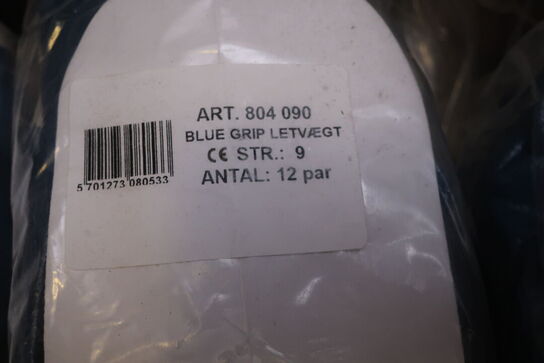 ART. 804 090
BLUE GRIP LETVÆGT
CE STR.: 9
ANTAL: 12 par
5 701273 080533